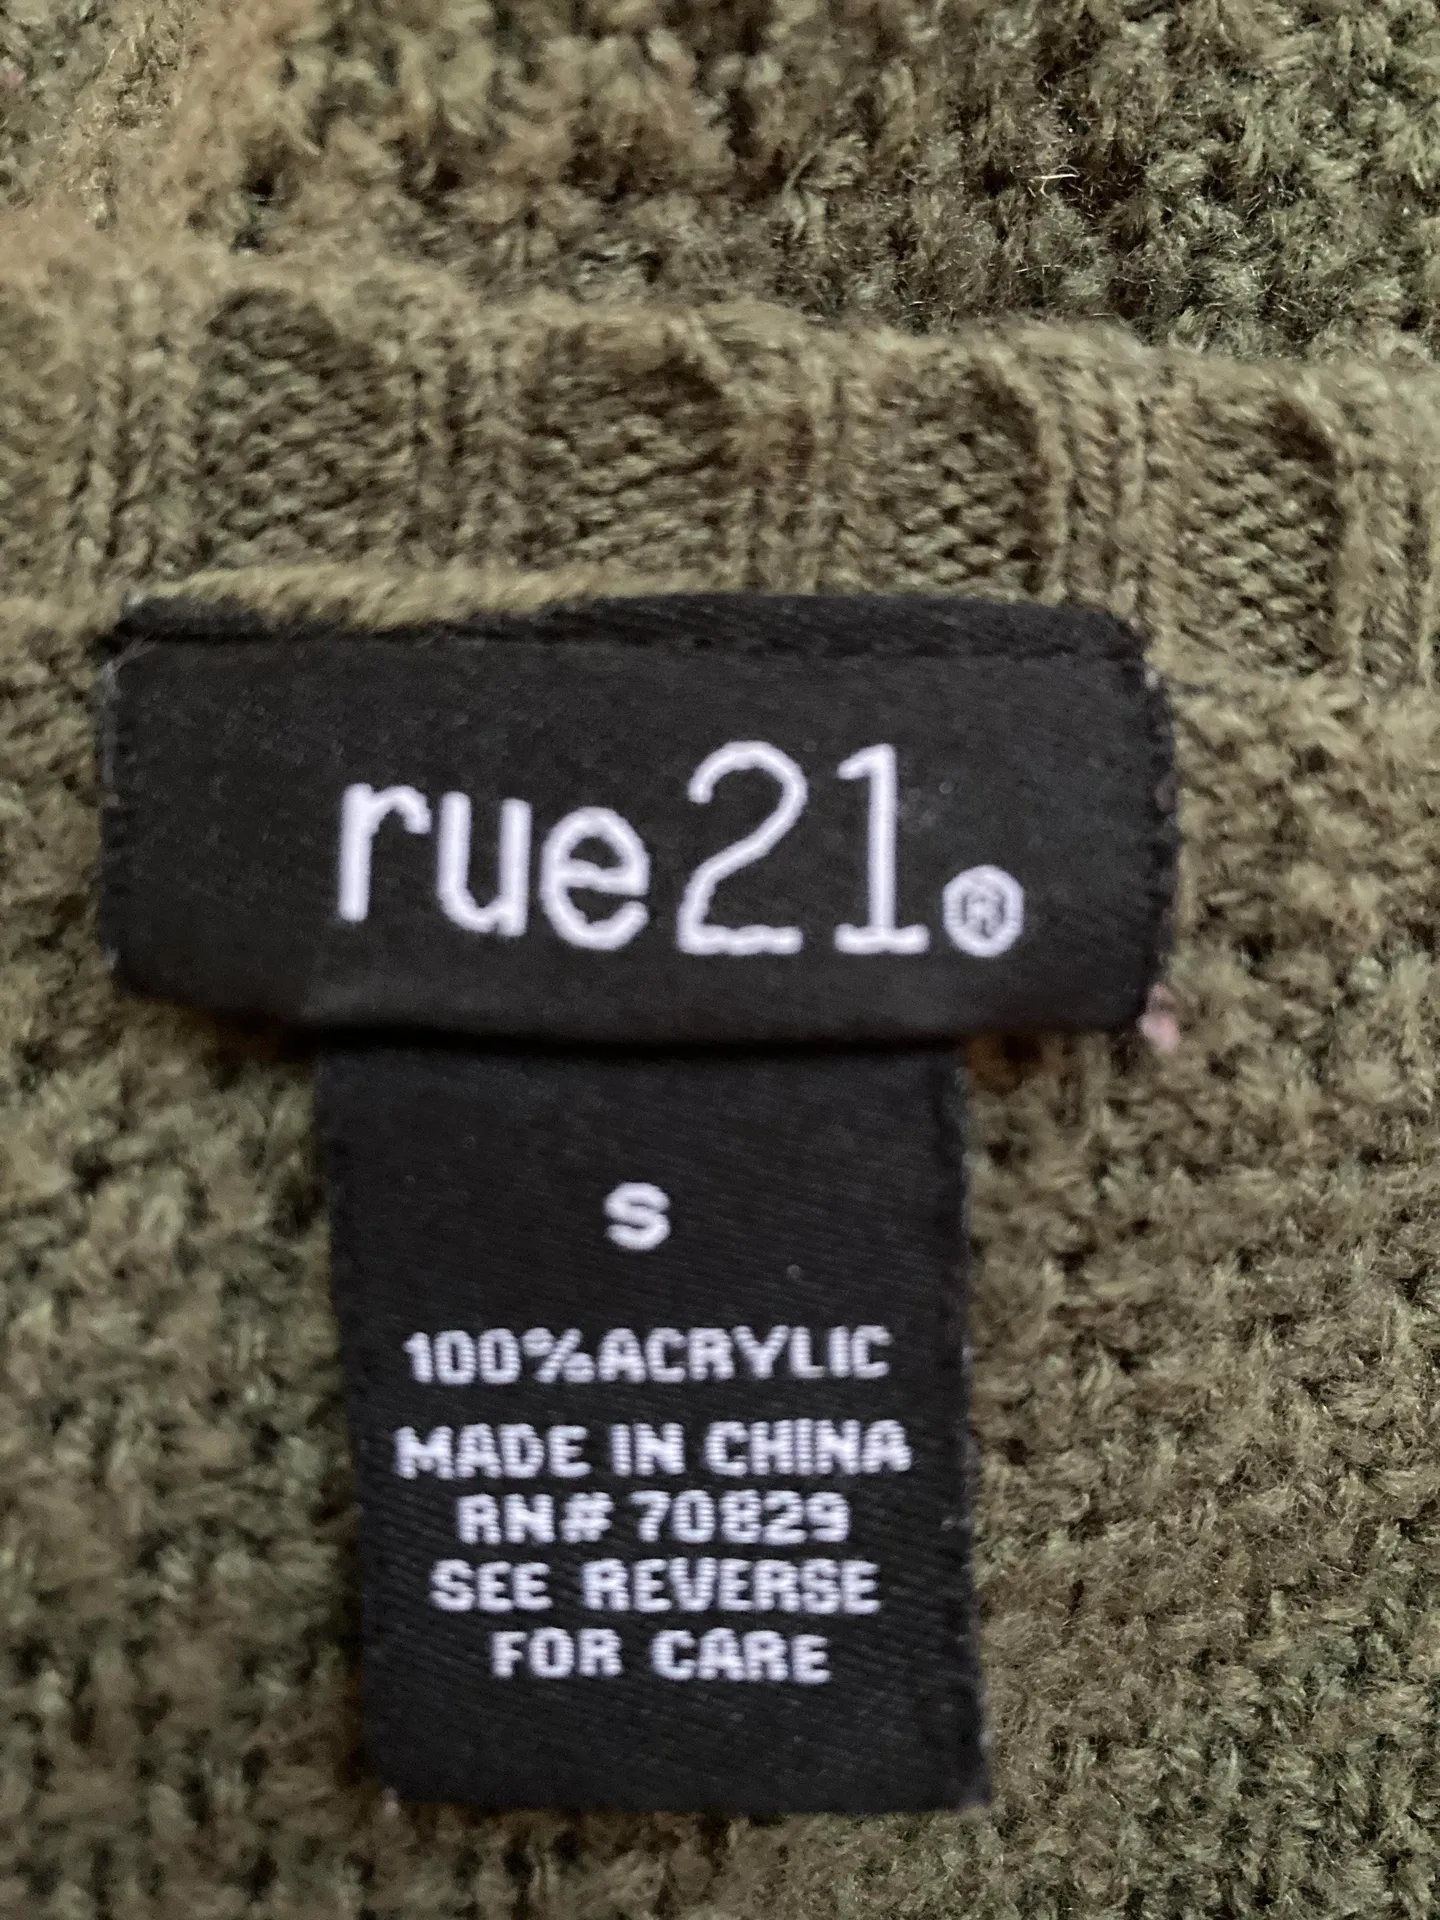 rue21®
S
100%ACRYLIC
MADE IN CHINA
RN# 70829
SEE REVERSE
FOR CARE